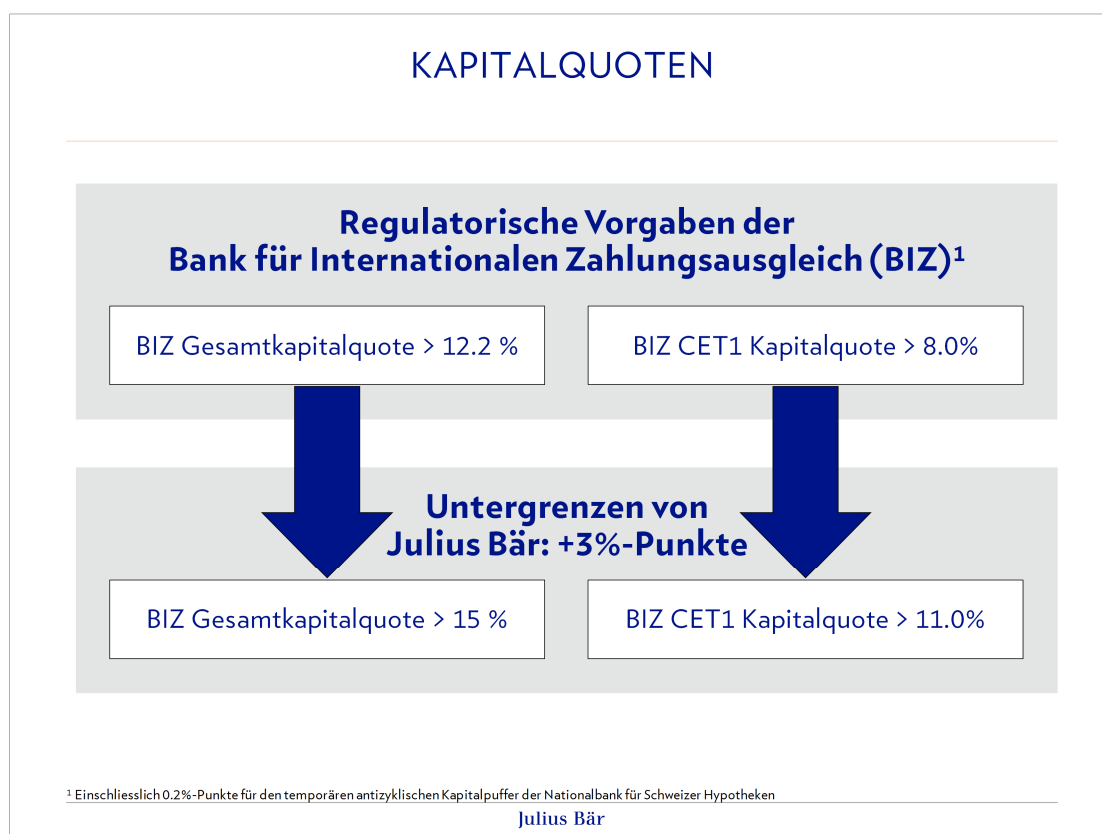 KAPITALQUOTEN
Regulatorische Vorgaben der
Bank für Internationalen Zahlungsausgleich (BIZ)¹
BIZ Gesamtkapitalquote > 12.2 %
BIZ CET1 Kapitalquote > 8.0%
Untergrenzen von
Julius Bär: +3%-Punkte
BIZ Gesamtkapitalquote > 15 %
BIZ CET1 Kapitalquote > 11.0%
¹ Einschliesslich 0.2%-Punkte für den temporären antizyklischen Kapitalpuffer der Nationalbank für Schweizer Hypotheken
Julius Bär